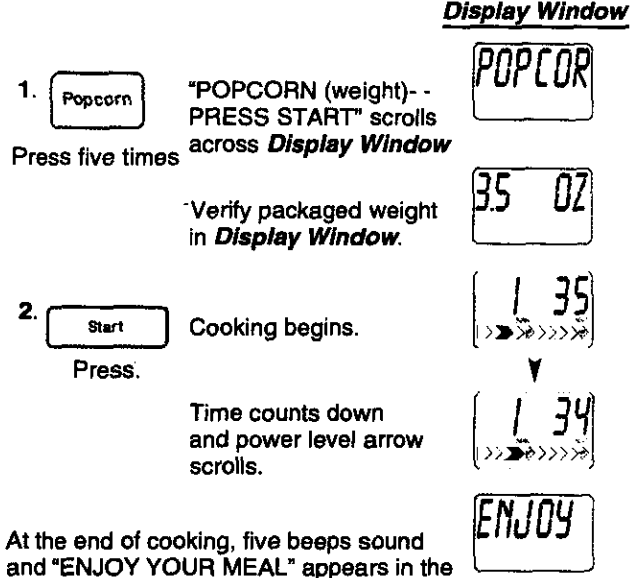 Display Window
1. Popcorn
Press five times
"POPCORN (weight)- -
PRESS START" scrolls
across Display Window
POPCOR
Verify packaged weight
in Display Window.
3.5 OZ
2. Start
Press.
Cooking begins.
1 35
Time counts down
and power level arrow
scrolls.
1 34
At the end of cooking, five beeps sound
and "ENJOY YOUR MEAL" appears in the
ENJOY